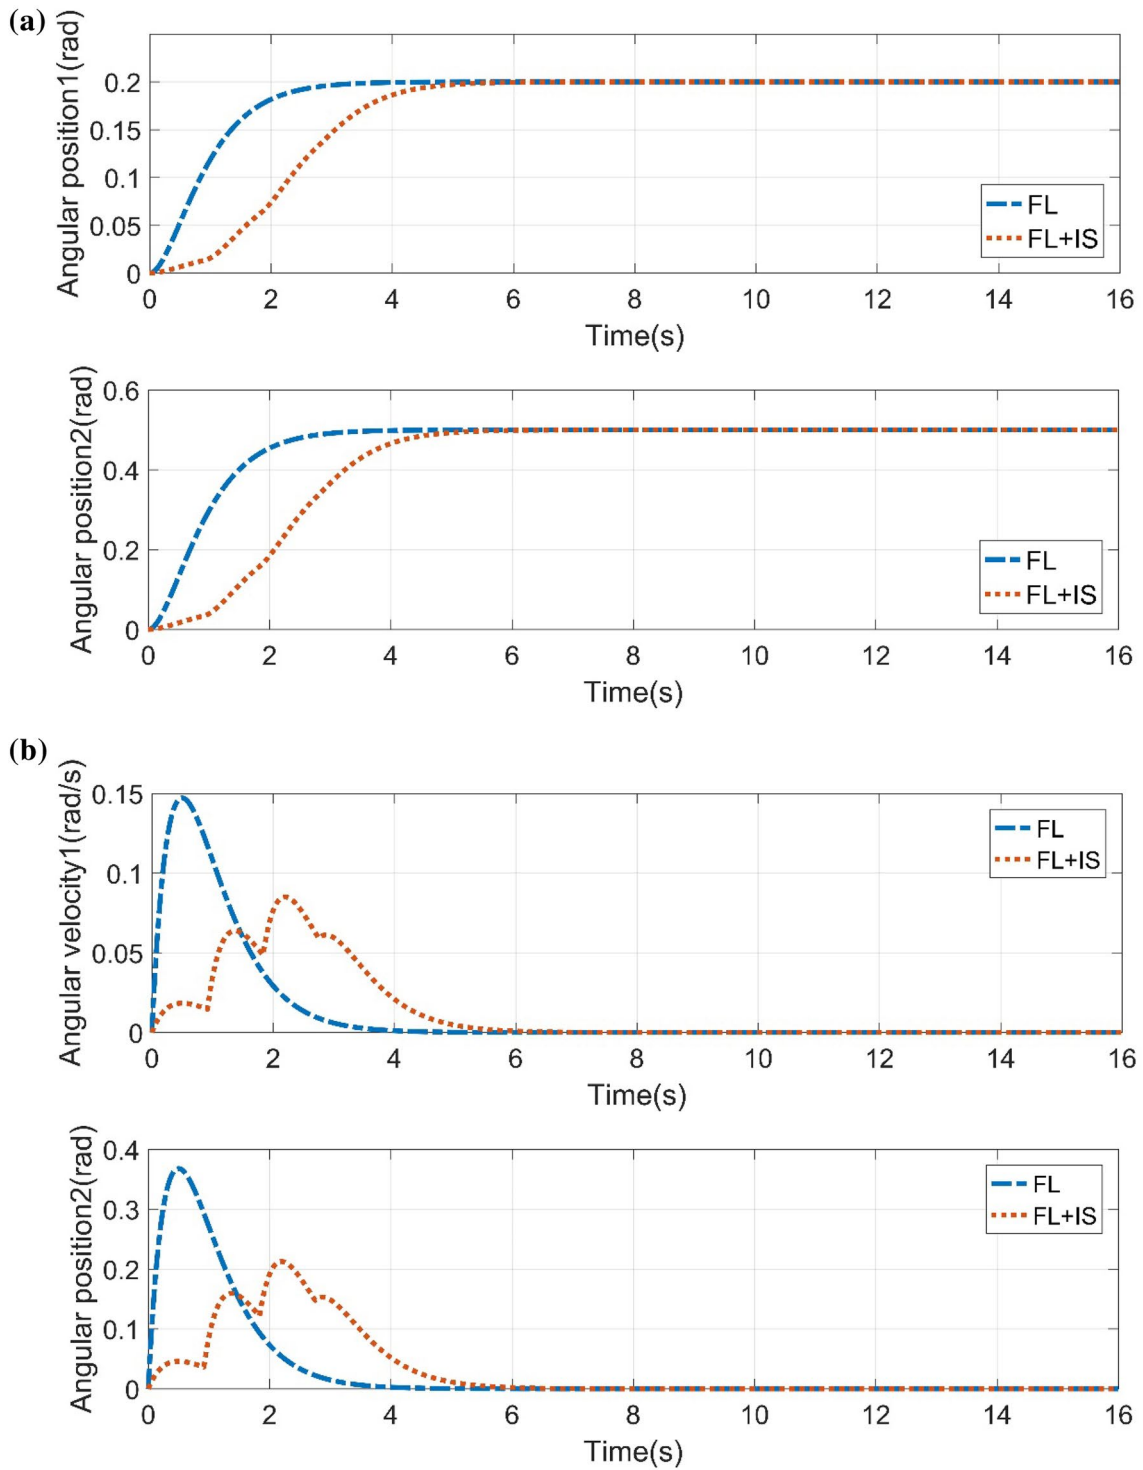 (a)
Angular position1(rad)
0.2
0.15
0.1
0.05
0
FL
FL+IS
0 2 4 6 8 10 12 14 16
Time(s)
Angular position2(rad)
0.6
0.4
0.2
0
FL
FL+IS
0 2 4 6 8 10 12 14 16
Time(s)
(b)
Angular velocity1(rad/s)
0.15
0.1
0.05
0
FL
FL+IS
0 2 4 6 8 10 12 14 16
Time(s)
Angular position2(rad)
0.4
0.3
0.2
0.1
0
FL
FL+IS
0 2 4 6 8 10 12 14 16
Time(s)